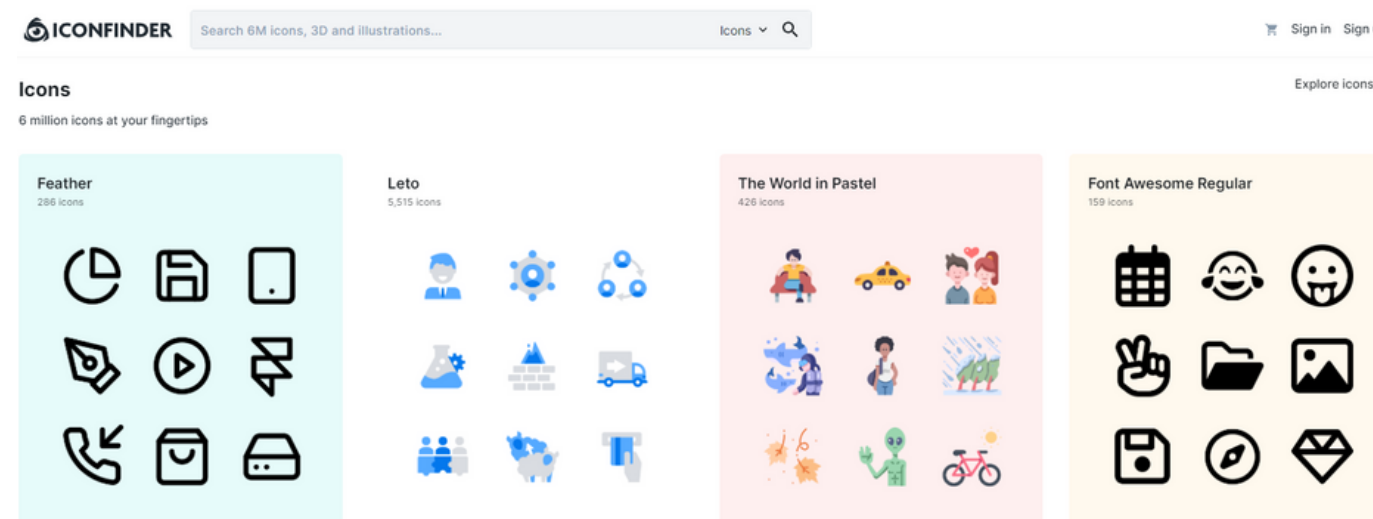 ICONFINDER
Search 6M icons, 3D and illustrations...
Icons
Sign in
Sign
Icons
Explore icons
6 million icons at your fingertips
Feather
286 icons
Leto
5,515 icons
The World in Pastel
426 icons
Font Awesome Regular
159 icons